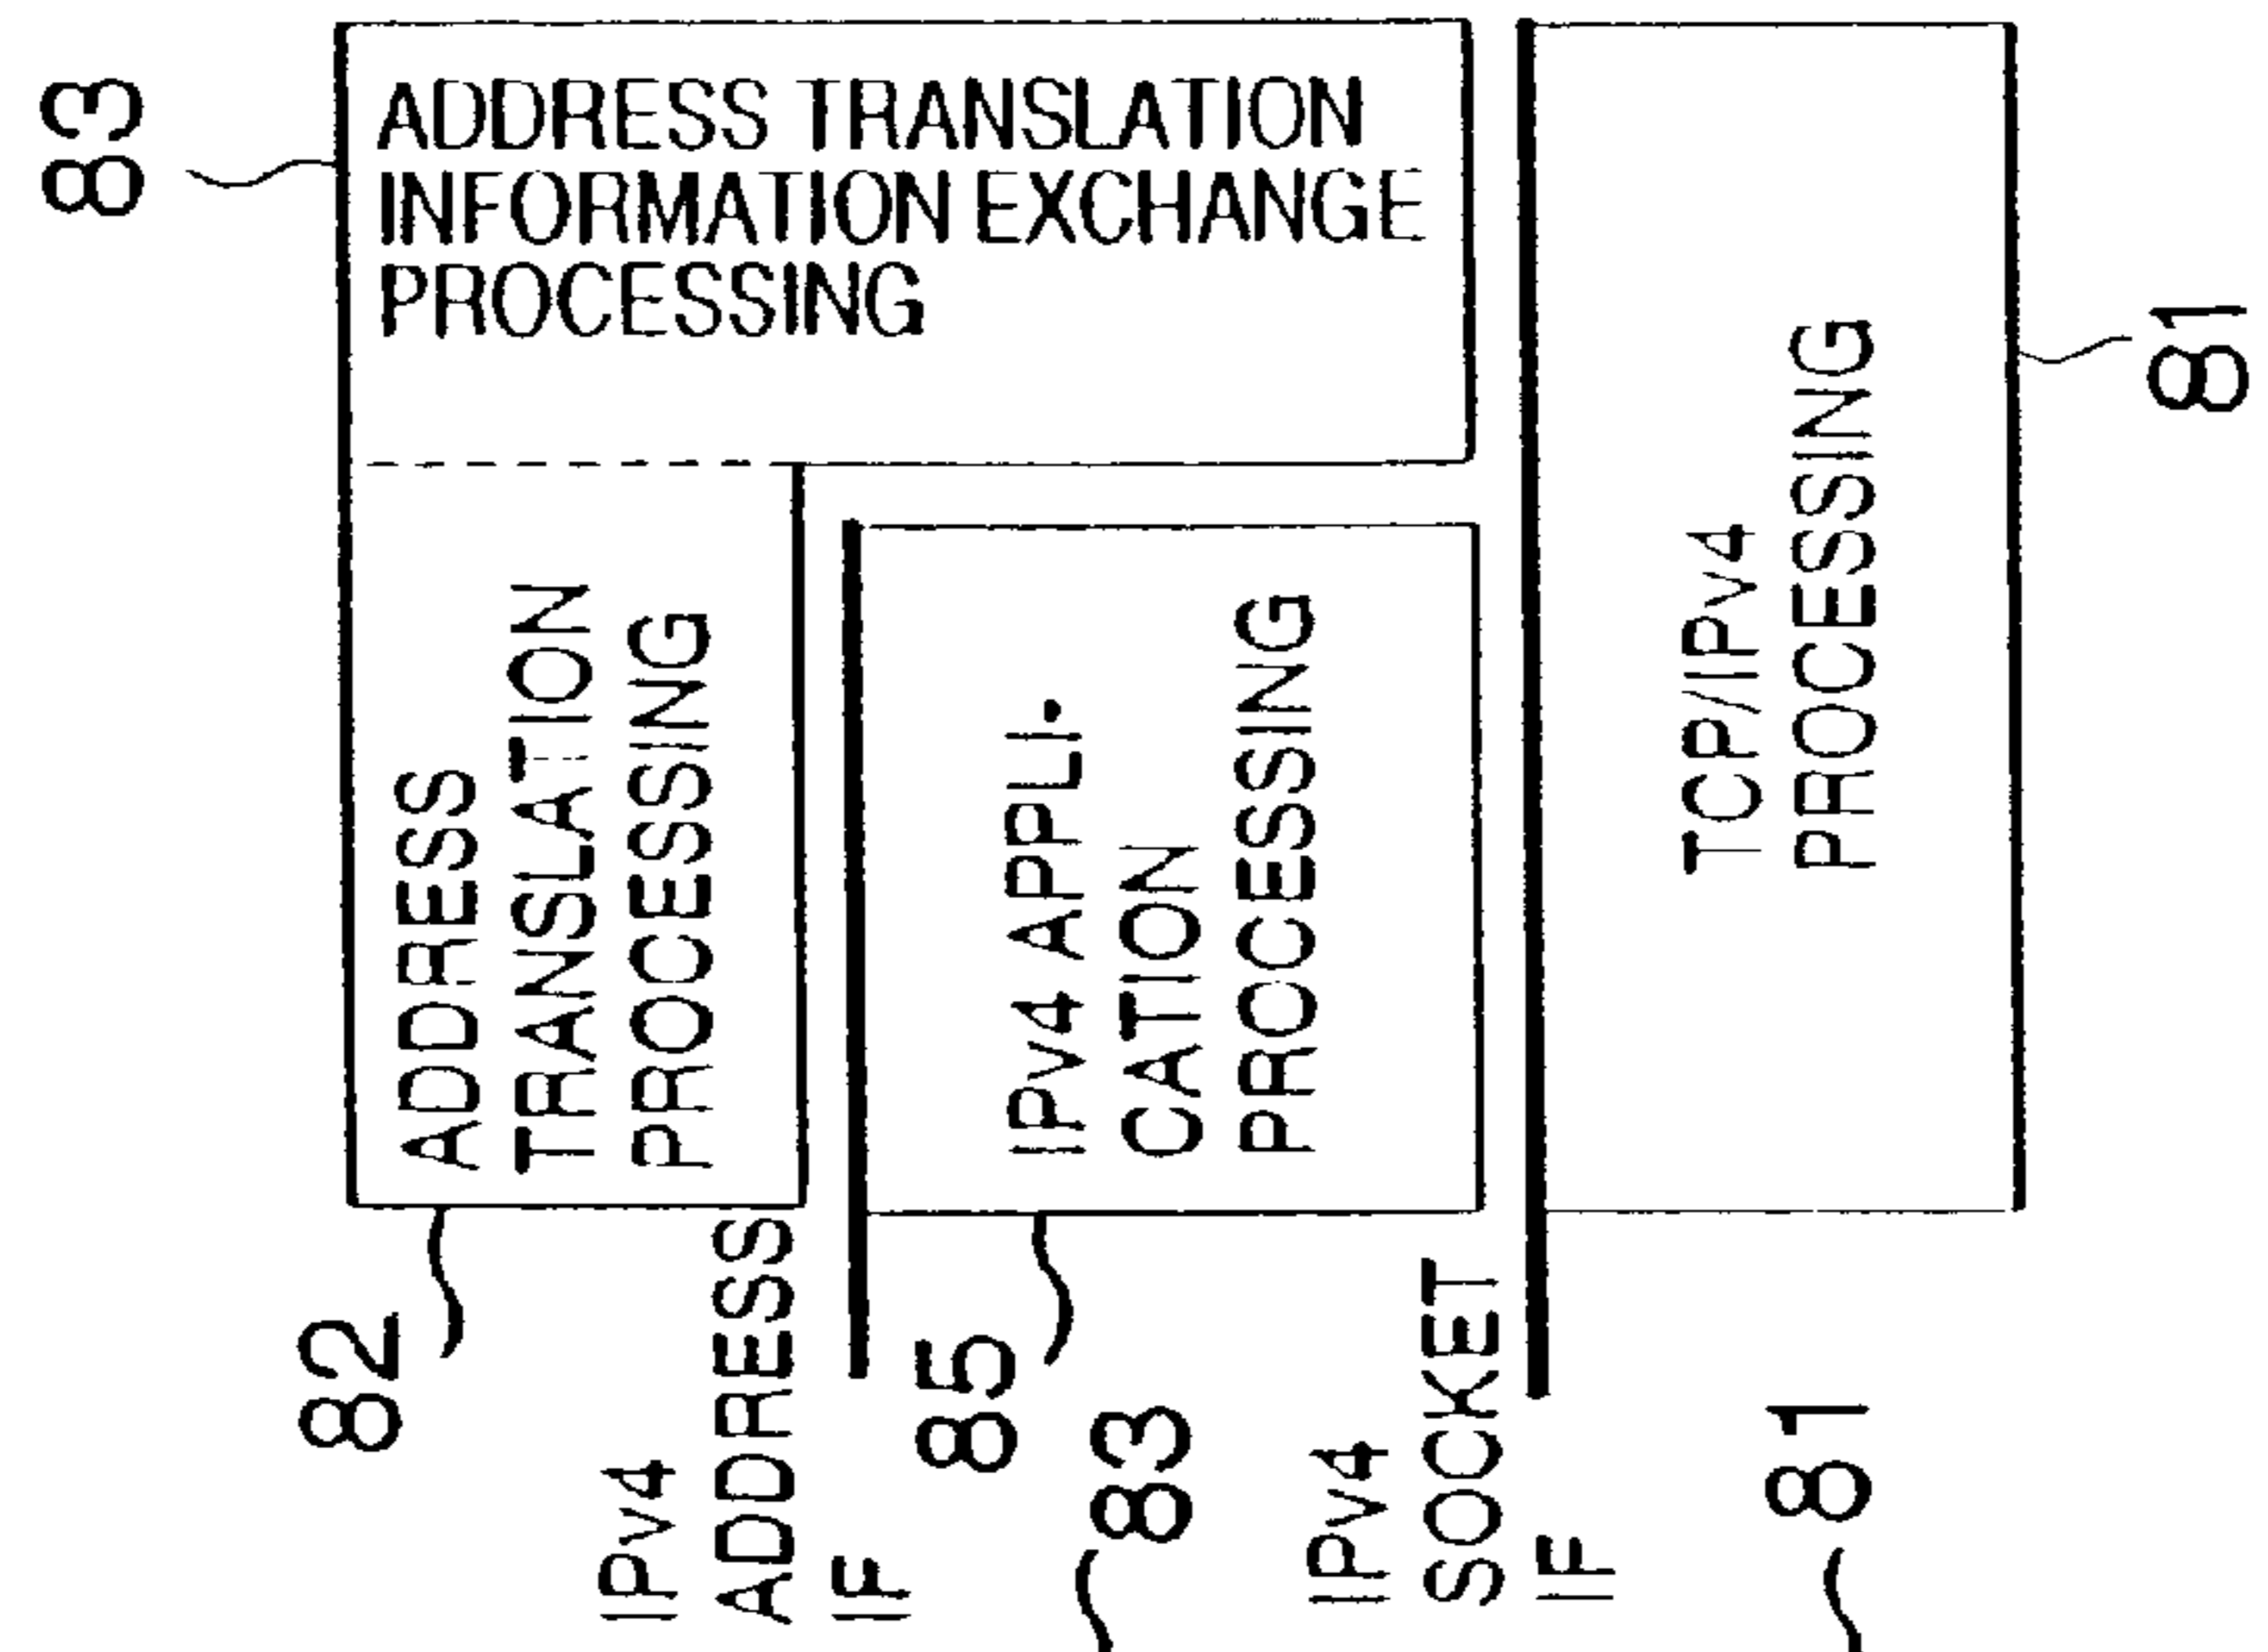 83
ADDRESS TRANSLATION
INFORMATION EXCHANGE
PROCESSING
82
ADDRESS
TRANSLATION
PROCESSING
IPv4
ADDRESS
IF
85
IPv4 APPLI.
CATION
PROCESSING
83
IPv4
SOCKET
IF
TCP/IPv4
PROCESSING
81
81